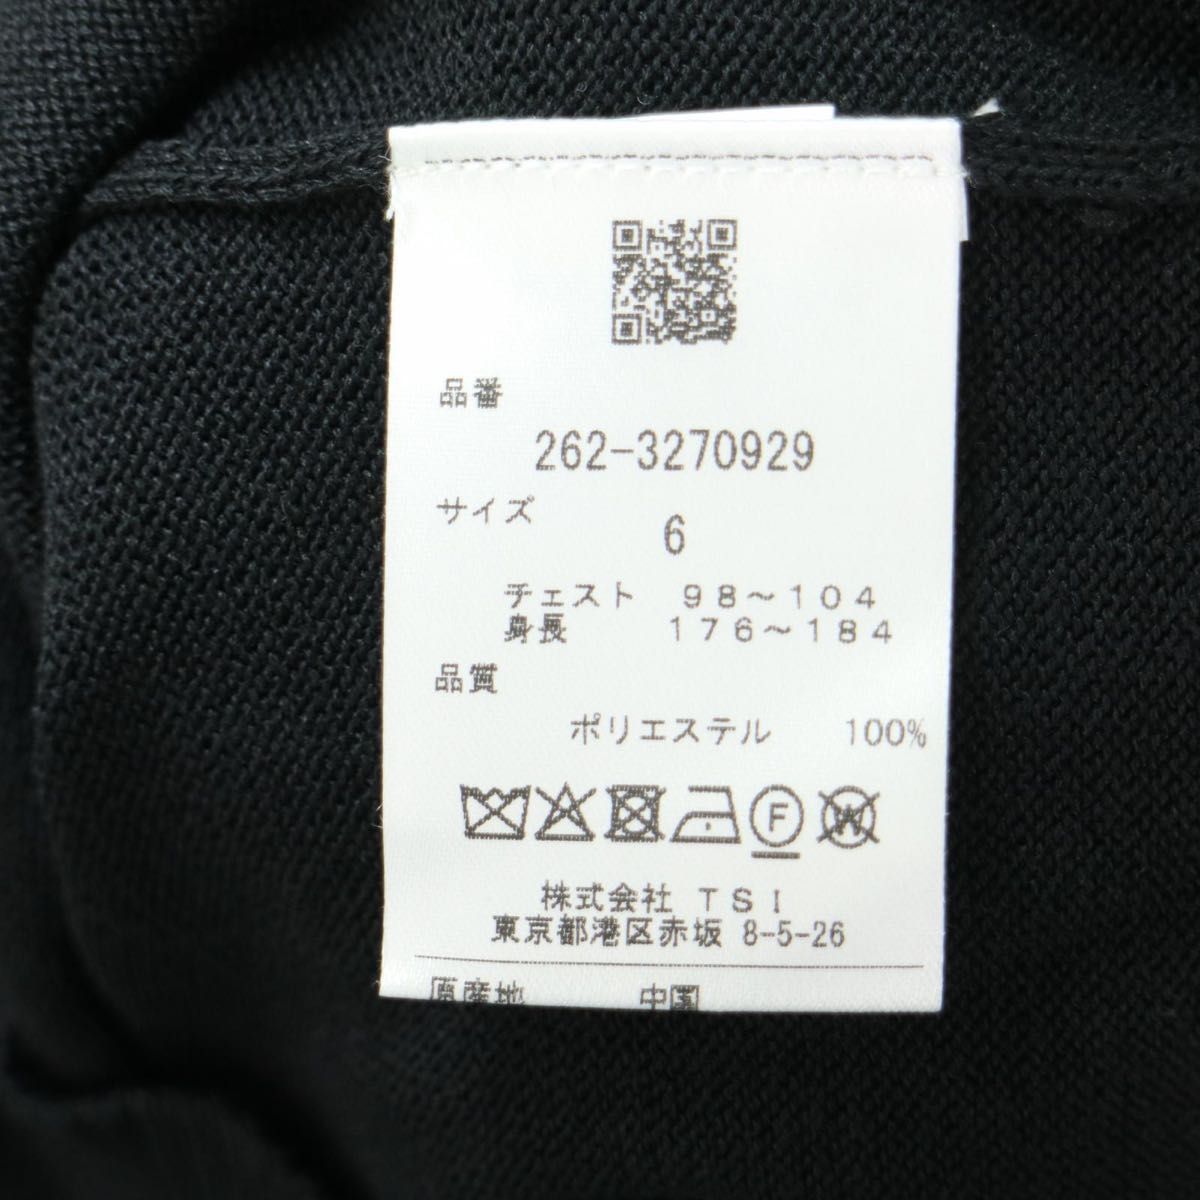 品番
262-3270929
サイズ
6
チェスト 98～104
身長 176～184
品質
ポリエステル 100%
F
W
株式会社 TSI
東京都港区赤坂 8-5-26
原産地 中国